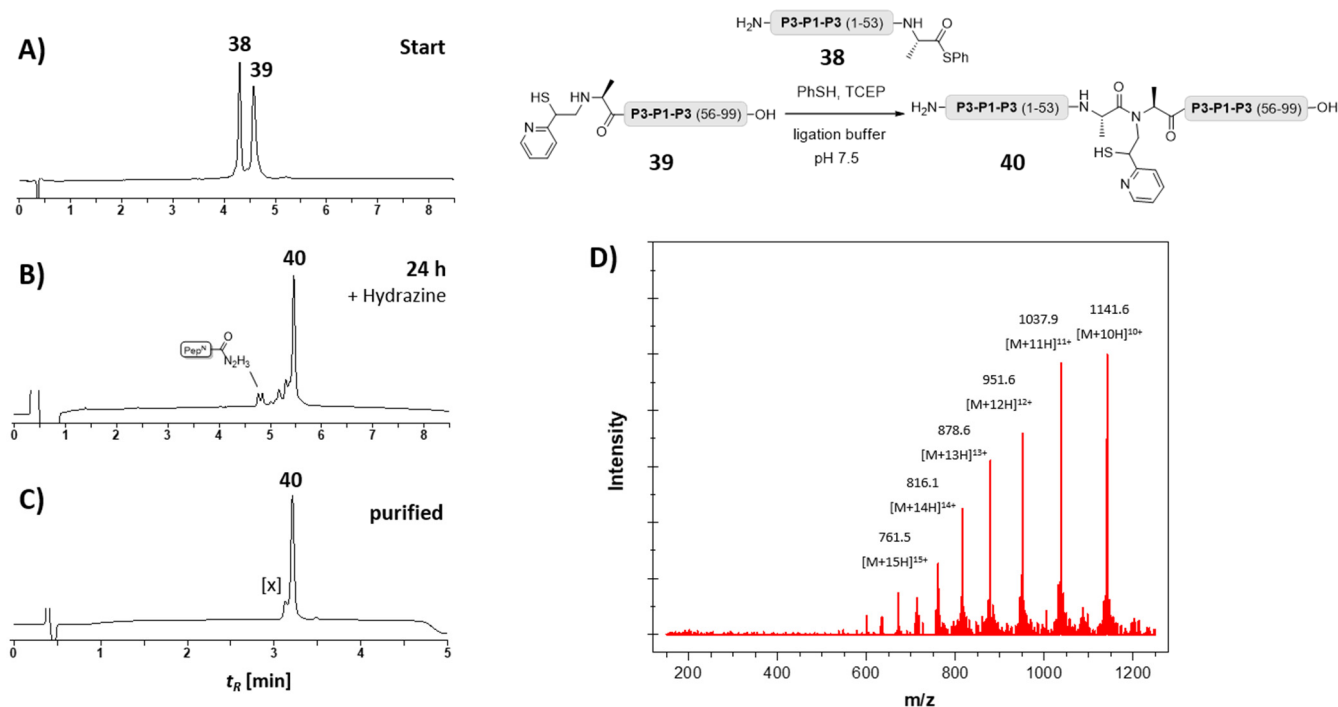 A)
Start
38
39
0 1 2 3 4 5 6 7 8
H₂N P3-P1-P3 (1-53) NH
O
SPh
38
HS
HN
N
O
P3-P1-P3 (56-99) OH
39
PhSH, TCEP
ligation buffer
pH 7.5
H₂N P3-P1-P3 (1-53) N
H
O
N
O
P3-P1-P3 (56-99) OH
HS
N
40
B)
40
24 h
+ Hydrazine
Pepᴺ
O
N₂H₃
0 1 2 3 4 5 6 7 8
C)
40
purified
[x]
0 1 2 3 4 5
tR [min]
D)
1141.6
[M+10H]¹⁰⁺
1037.9
[M+11H]¹¹⁺
951.6
[M+12H]¹²⁺
878.6
[M+13H]¹³⁺
816.1
[M+14H]¹⁴⁺
761.5
[M+15H]¹⁵⁺
Intensity
200 400 600 800 1000 1200
m/z